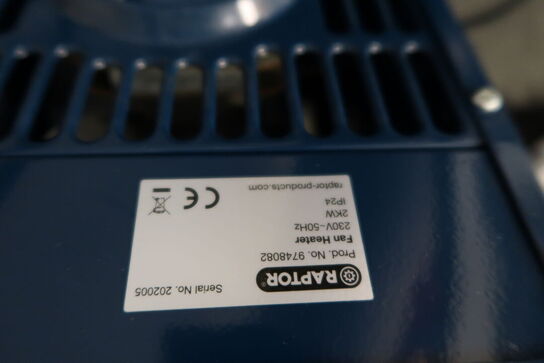 RAPTOR
Prod. No. 9748082
Fan Heater
230V~50Hz
2KW
IP24
raptor-products.com
Serial No. 202005
CE